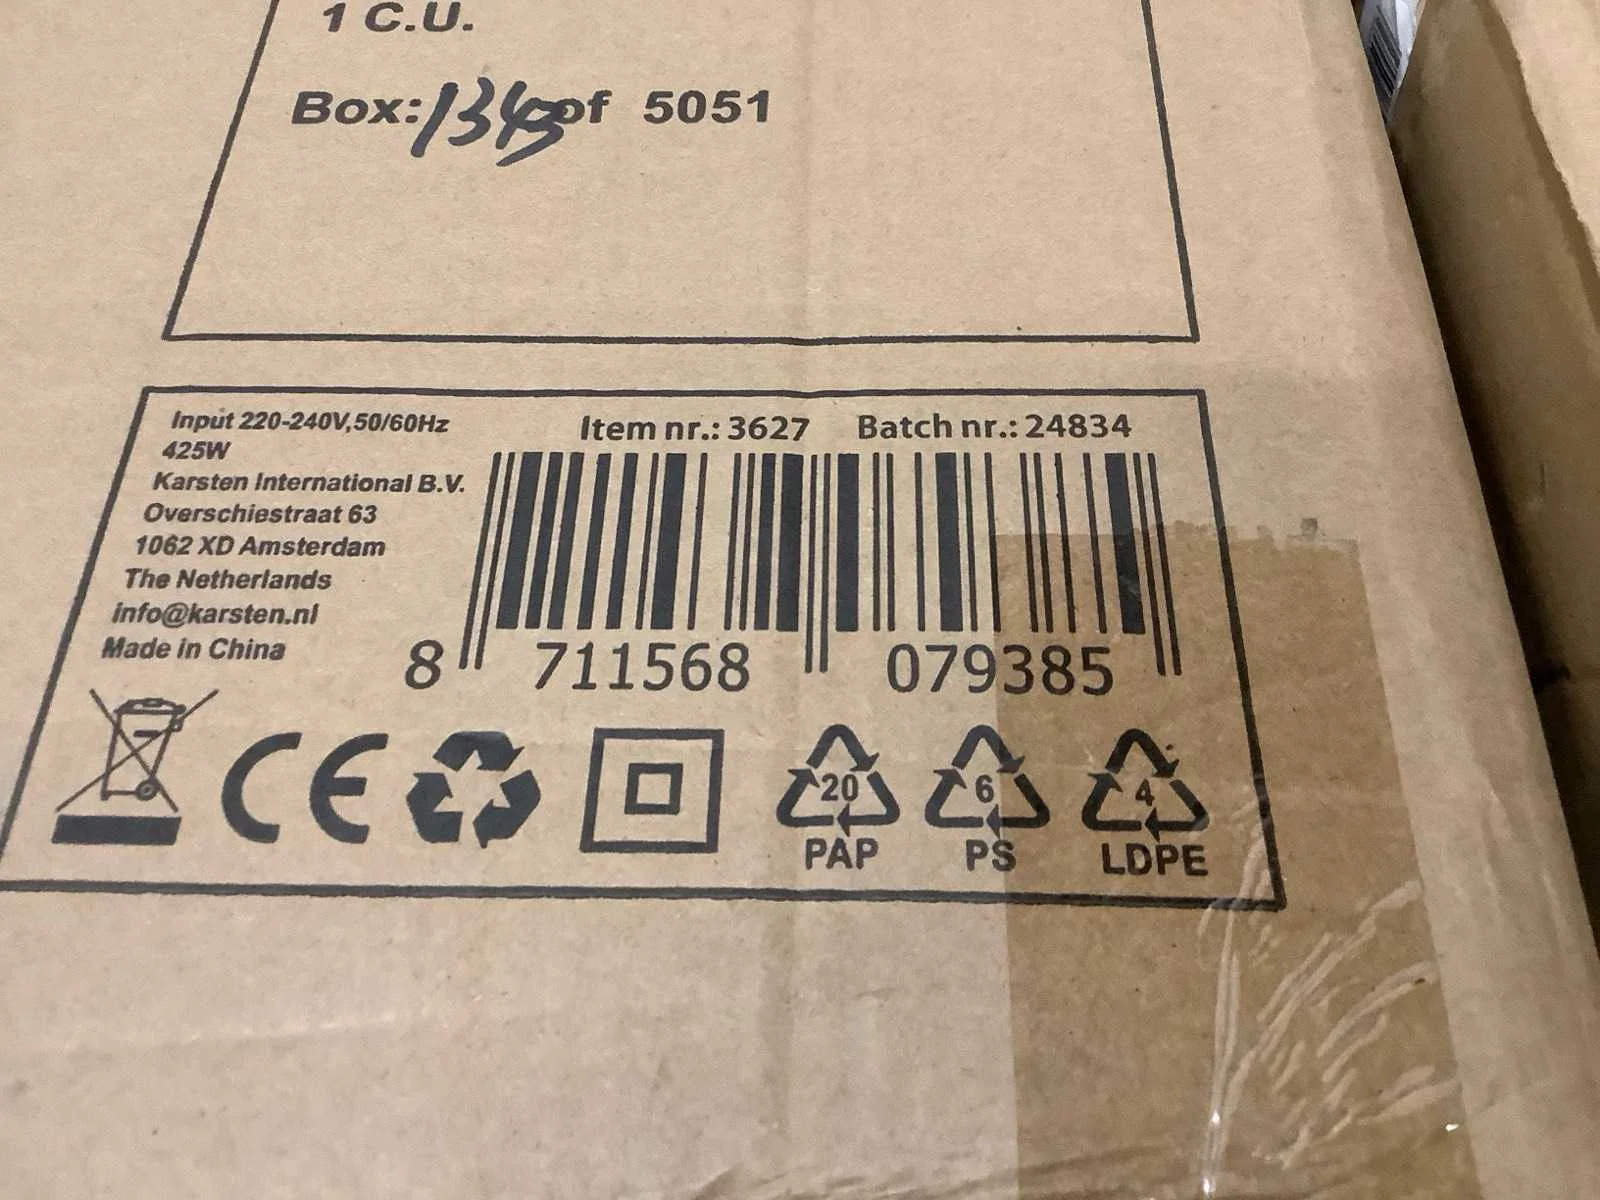 1 C.U.
Box: 1343 of 5051
Input 220-240V,50/60Hz
425W
Karsten International B.V.
Overschiestraat 63
1062 XD Amsterdam
The Netherlands
info@karsten.nl
Made in China
Item nr.: 3627 Batch nr.: 24834
8 711568 079385
CE
20 6 4
PAP PS LDPE